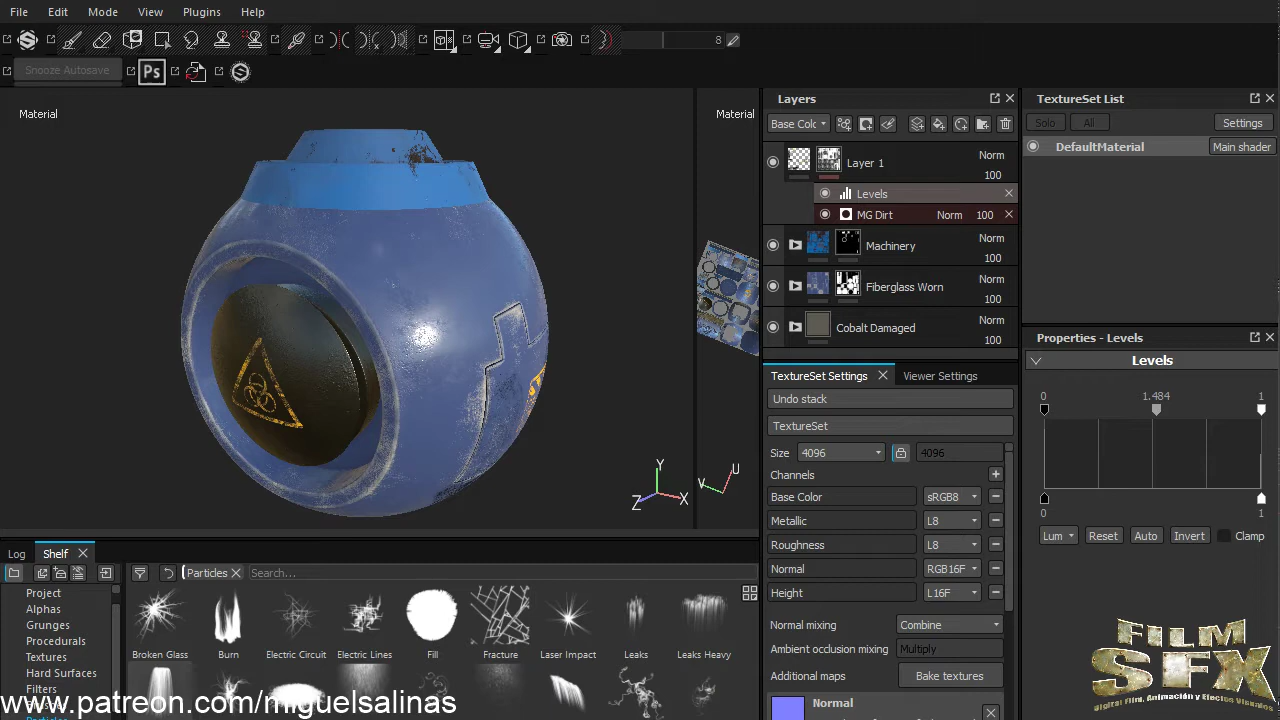 File Edit Mode View Plugins Help
8
Snooze Autosave Ps
Material
Material
Layers
Base Colc
Layer 1 Norm 100
Levels
MG Dirt Norm 100
Machinery Norm 100
Fiberglass Worn Norm 100
Cobalt Damaged Norm 100
TextureSet List
Solo All Settings
DefaultMaterial Main shader
Properties - Levels
Levels
0 1.484 1
0 1
Lum Reset Auto Invert Clamp
TextureSet Settings Viewer Settings
Undo stack
TextureSet
Size 4096 4096
Channels
Base Color sRGB8
Metallic L8
Roughness L8
Normal RGB16F
Height L16F
Normal mixing Combine
Ambient occlusion mixing Multiply
Additional maps Bake textures
Normal
Y
Z X
V U
Log Shelf
Particles Search...
Project
Alphas
Grunges
Procedurals
Textures
Hard Surfaces
Filters
Broken Glass Burn Electric Circuit Electric Lines Fill Fracture Laser Impact Leaks Leaks Heavy
www.patreon.com/miguelsalinas
FILM
SFX
Digital Film, Animación y Efectos Visuales